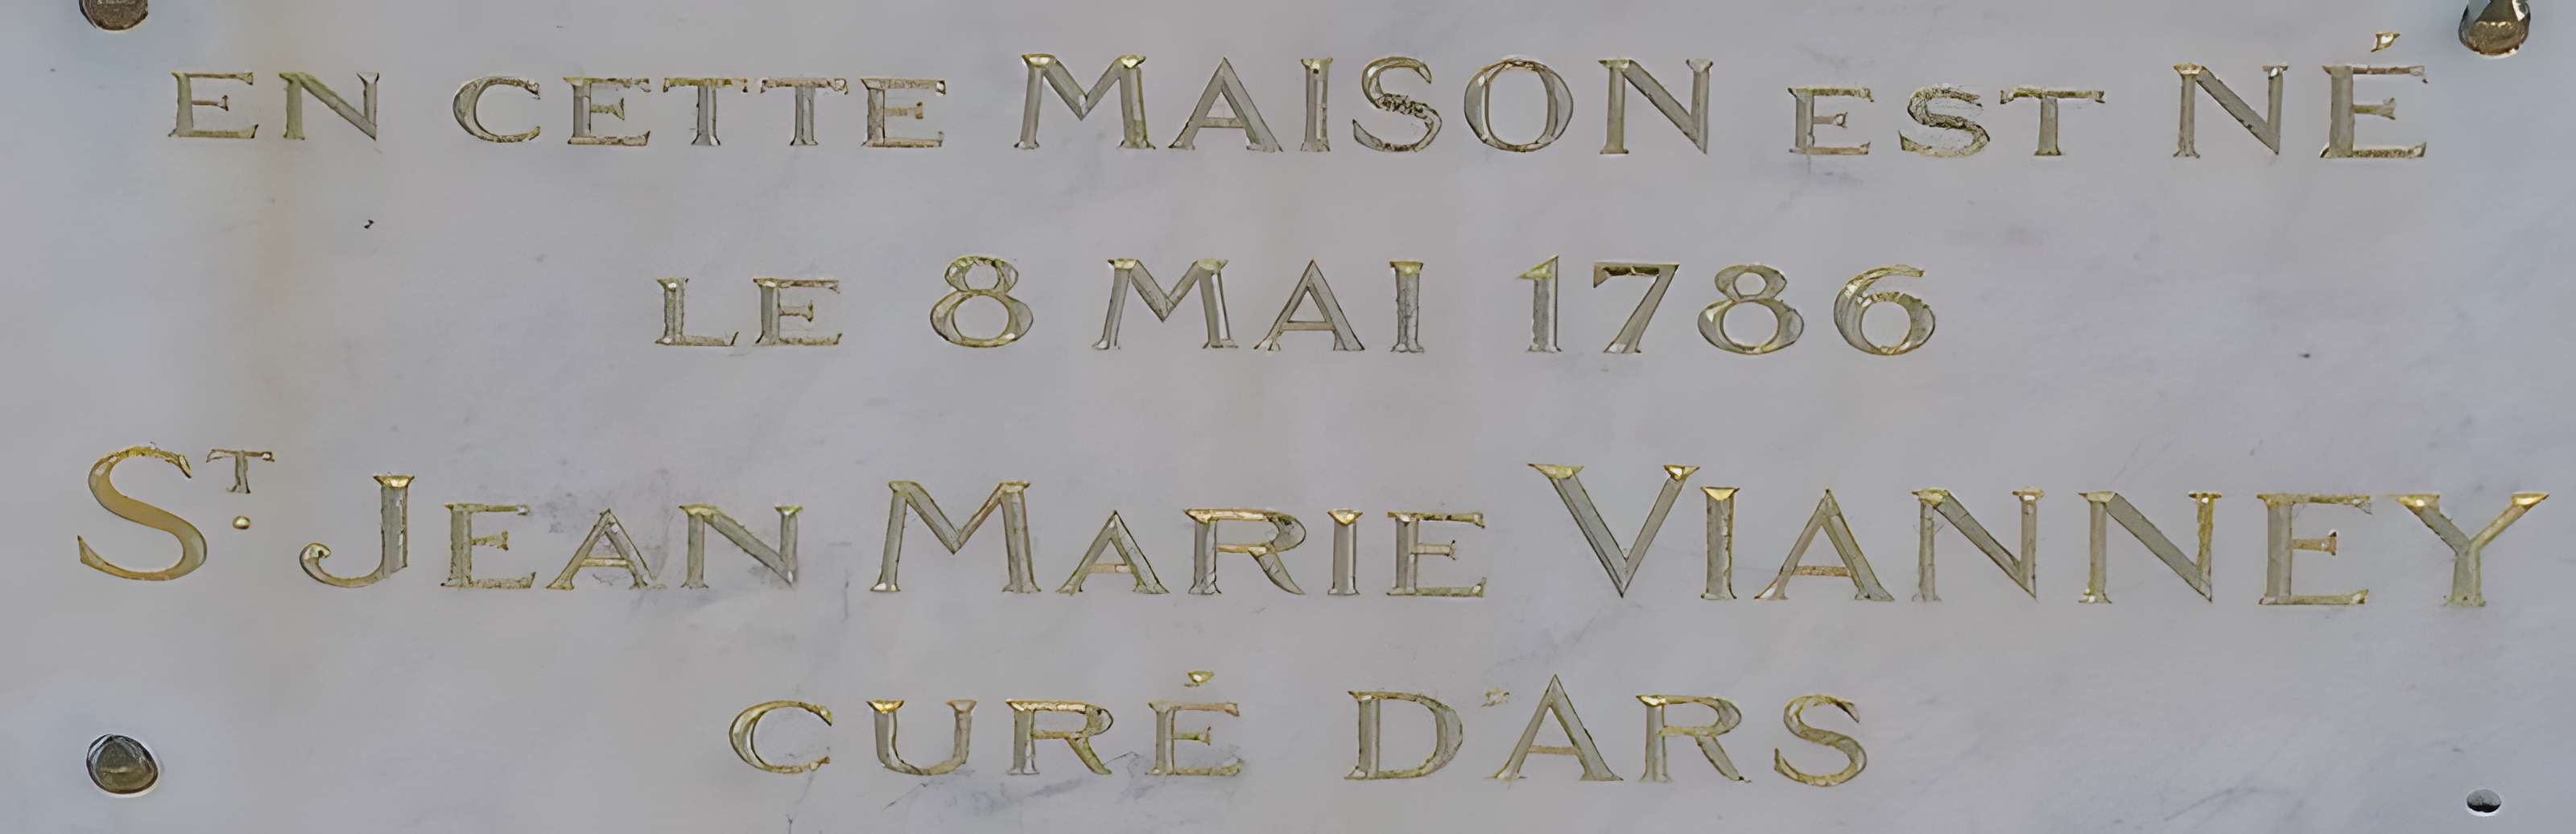 EN CETTE MAISON EST NÉ
LE 8 MAI 1786
ST. JEAN MARIE VIANNEY
CURÉ D'ARS